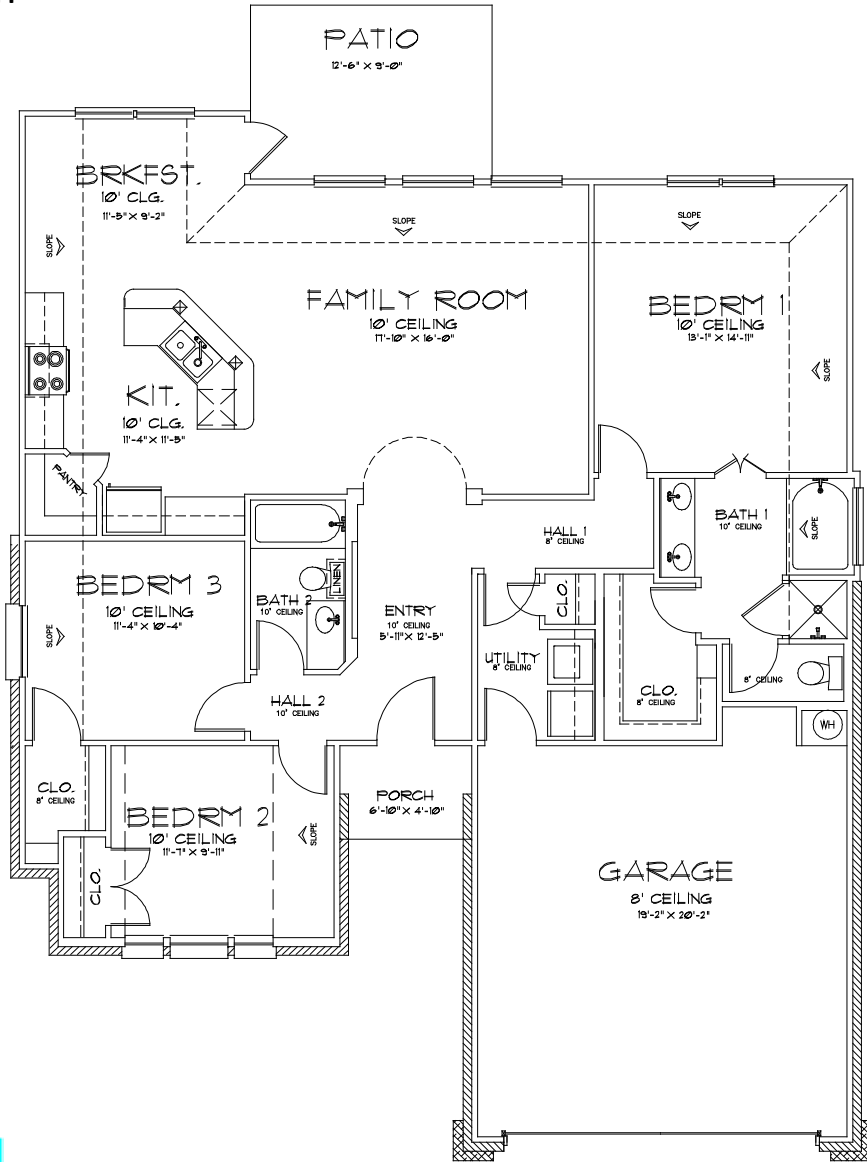 PATIO
12'-6" X 9'-0"
BRKFST.
10' CLG.
11'-5" X 9'-2"
SLOPE
SLOPE
SLOPE
FAMILY ROOM
10' CEILING
17'-10" X 16'-0"
BEDRM 1
10' CEILING
13'-1" X 14'-11"
SLOPE
KIT.
10' CLG.
11'-4" X 11'-5"
PANTRY
HALL 1
8' CEILING
BATH 1
10' CEILING
SLOPE
BEDRM 3
10' CEILING
11'-4" X 10'-4"
SLOPE
BATH 2
10' CEILING
LINEN
ENTRY
10' CEILING
5'-11" X 12'-5"
CLO.
UTILITY
8' CEILING
CLO.
8' CEILING
8' CEILING
HALL 2
10' CEILING
WH
CLO.
8' CEILING
BEDRM 2
10' CEILING
11'-7" X 9'-11"
SLOPE
PORCH
6'-10" X 4'-10"
CLO.
GARAGE
8' CEILING
19'-2" X 20'-2"